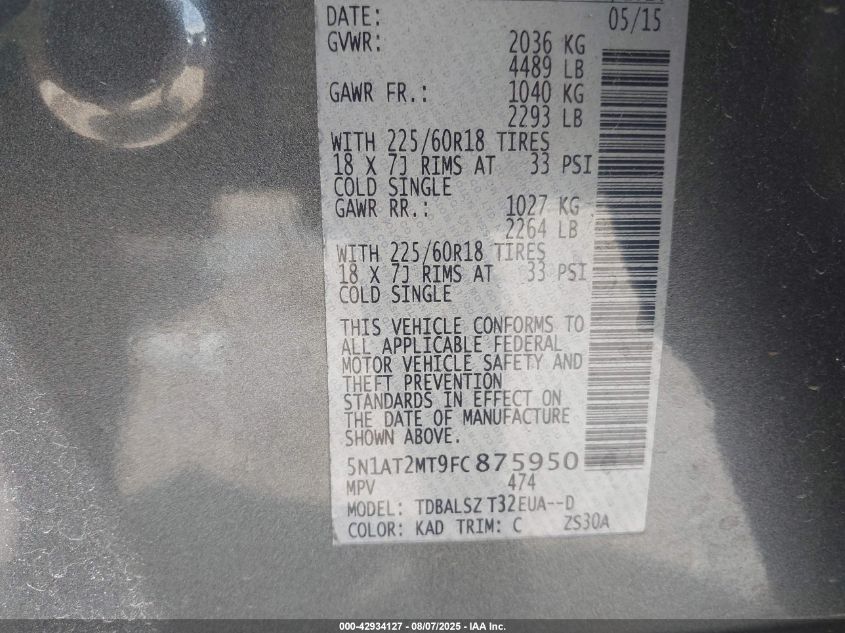 DATE: 05/15
GVWR: 2036 KG
4489 LB
GAWR FR.: 1040 KG
2293 LB
WITH 225/60R18 TIRES
18 X 7J RIMS AT 33 PSI
COLD SINGLE
GAWR RR.: 1027 KG
2264 LB
WITH 225/60R18 TIRES
18 X 7J RIMS AT 33 PSI
COLD SINGLE
THIS VEHICLE CONFORMS TO
ALL APPLICABLE FEDERAL
MOTOR VEHICLE SAFETY AND
THEFT PREVENTION
STANDARDS IN EFFECT ON
THE DATE OF MANUFACTURE
SHOWN ABOVE.
5N1AT2MT9FC875950
MPV 474
MODEL: TDBALSZ T32EUA--D
COLOR: KAD TRIM: C ZS30A
000-42934127 - 08/07/2025 - IAA Inc.